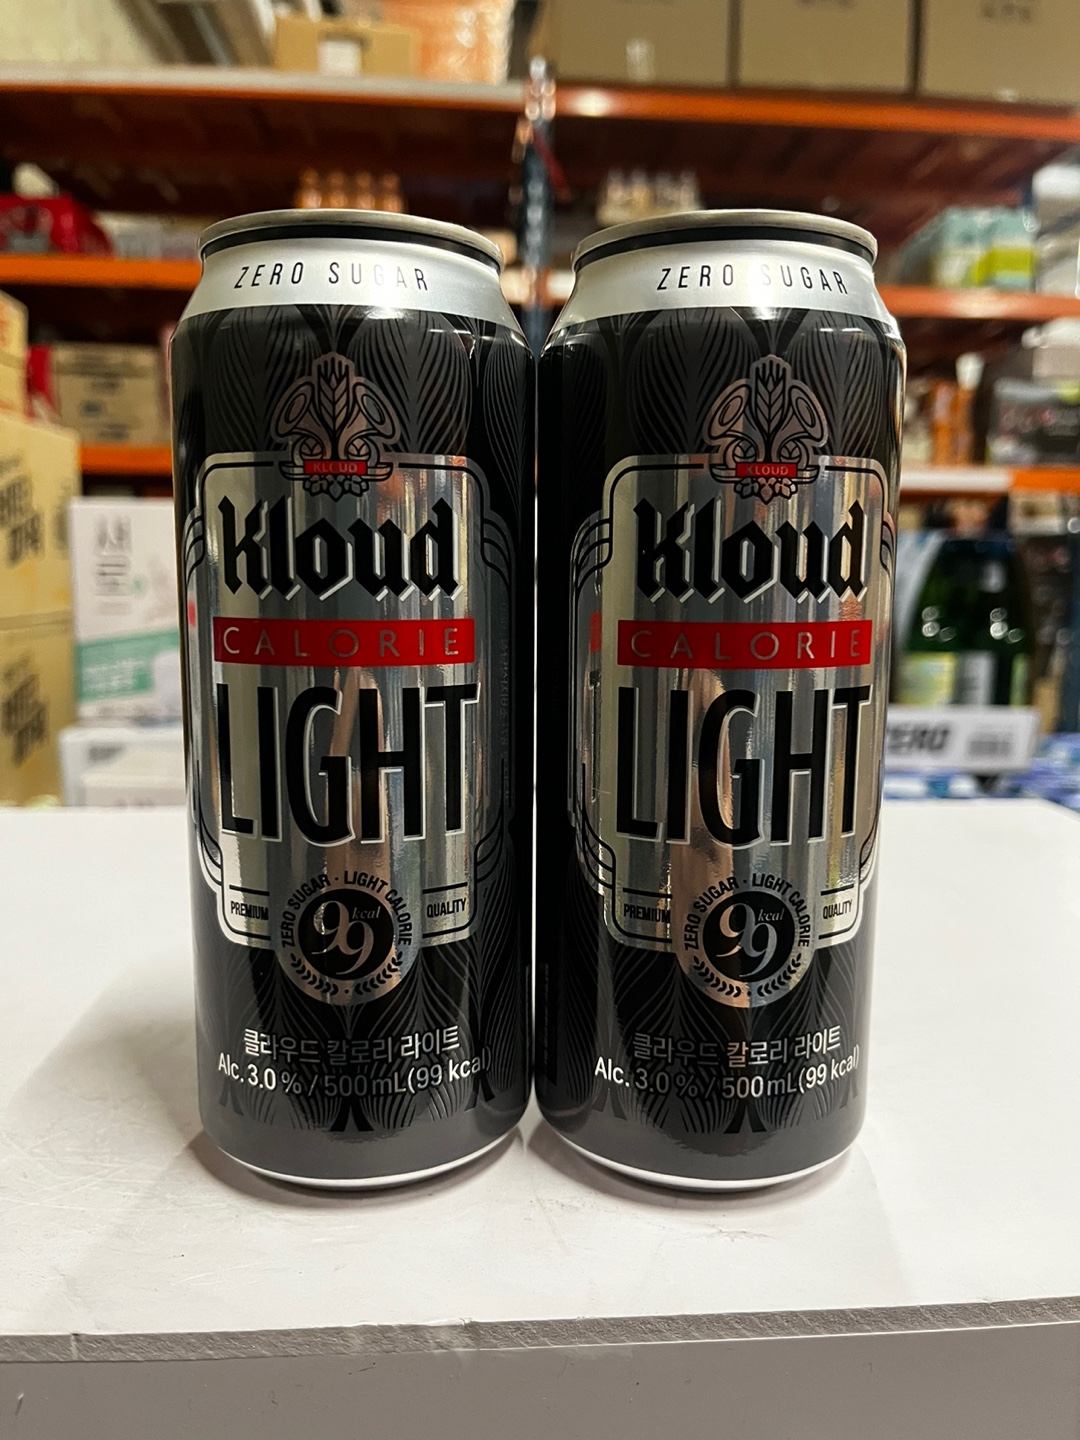 ZERO SUGAR
KLOUD
Kloud
CALORIE
LIGHT
ZERO SUGAR · LIGHT CALORIE
PREMIUM
99 kcal
QUALITY
클라우드 칼로리 라이트
Alc. 3.0 % / 500 mL (99 kcal)
ZERO SUGAR
KLOUD
Kloud
CALORIE
LIGHT
ZERO SUGAR · LIGHT CALORIE
PREMIUM
99 kcal
QUALITY
클라우드 칼로리 라이트
Alc. 3.0 % / 500 mL (99 kcal)
ZERO